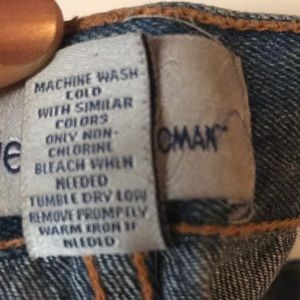 MACHINE WASH
COLD
WITH SIMILAR
COLORS
ONLY NON-
CHLORINE
BLEACH WHEN
NEEDED
TUMBLE DRY LOW
REMOVE PROMPTLY
WARM IRON IF
NEEDED
OMAN™